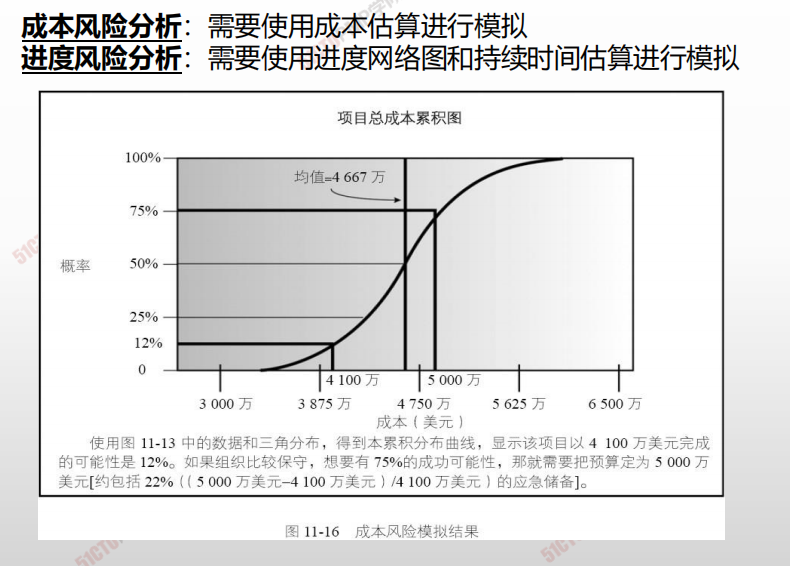 成本风险分析：需要使用成本估算进行模拟
进度风险分析：需要使用进度网络图和持续时间估算进行模拟
项目总成本累积图
100%
均值=4 667 万
75%
概率
50%
25%
12%
0
4 100 万
5 000 万
3 000 万
3 875 万
4 750 万
5 625 万
6 500 万
成本（美元）
使用图 11-13 中的数据和三角分布，得到本累积分布曲线，显示该项目以 4 100 万美元完成
的可能性是 12%。如果组织比较保守，想要有 75%的成功可能性，那就需要把预算定为 5 000 万
美元[约包括 22%（（5 000 万美元–4 100 万美元）/4 100 万美元）的应急储备]。
图 11-16 成本风险模拟结果